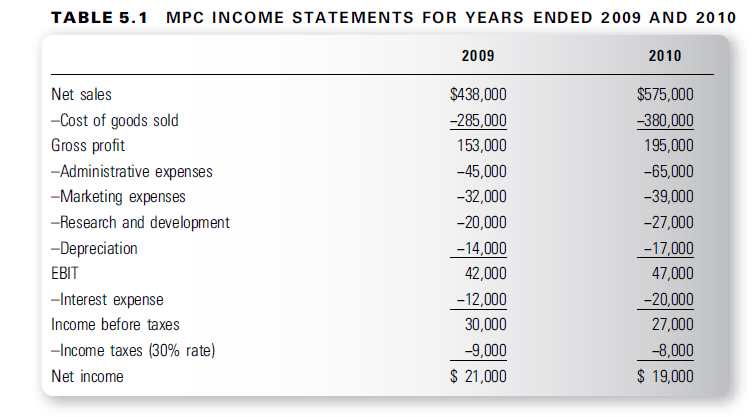 TABLE 5.1 MPC INCOME STATEMENTS FOR YEARS ENDED 2009 AND 2010
2009 2010
Net sales $438,000 $575,000
–Cost of goods sold –285,000 –380,000
Gross profit 153,000 195,000
–Administrative expenses –45,000 –65,000
–Marketing expenses –32,000 –39,000
–Research and development –20,000 –27,000
–Depreciation –14,000 –17,000
EBIT 42,000 47,000
–Interest expense –12,000 –20,000
Income before taxes 30,000 27,000
–Income taxes (30% rate) –9,000 –8,000
Net income $ 21,000 $ 19,000